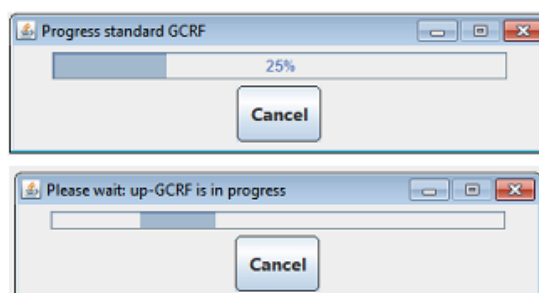 Progress standard GCRF
25%
Cancel
Please wait: up-GCRF is in progress
Cancel